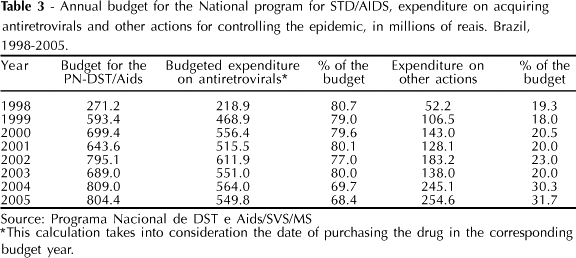 Table 3 - Annual budget for the National program for STD/AIDS, expenditure on acquiring
antiretrovirals and other actions for controlling the epidemic, in millions of reais. Brazil,
1998-2005.
Year Budget for the Budgeted expenditure % of the Expenditure on % of the
PN-DST/Aids on antiretrovirals* budget other actions budget
1998 271.2 218.9 80.7 52.2 19.3
1999 593.4 468.9 79.0 106.5 18.0
2000 699.4 556.4 79.6 143.0 20.5
2001 643.6 515.5 80.1 128.1 20.0
2002 795.1 611.9 77.0 183.2 23.0
2003 689.0 551.0 80.0 138.0 20.0
2004 809.0 564.0 69.7 245.1 30.3
2005 804.4 549.8 68.4 254.6 31.7
Source: Programa Nacional de DST e Aids/SVS/MS
*This calculation takes into consideration the date of purchasing the drug in the corresponding
budget year.